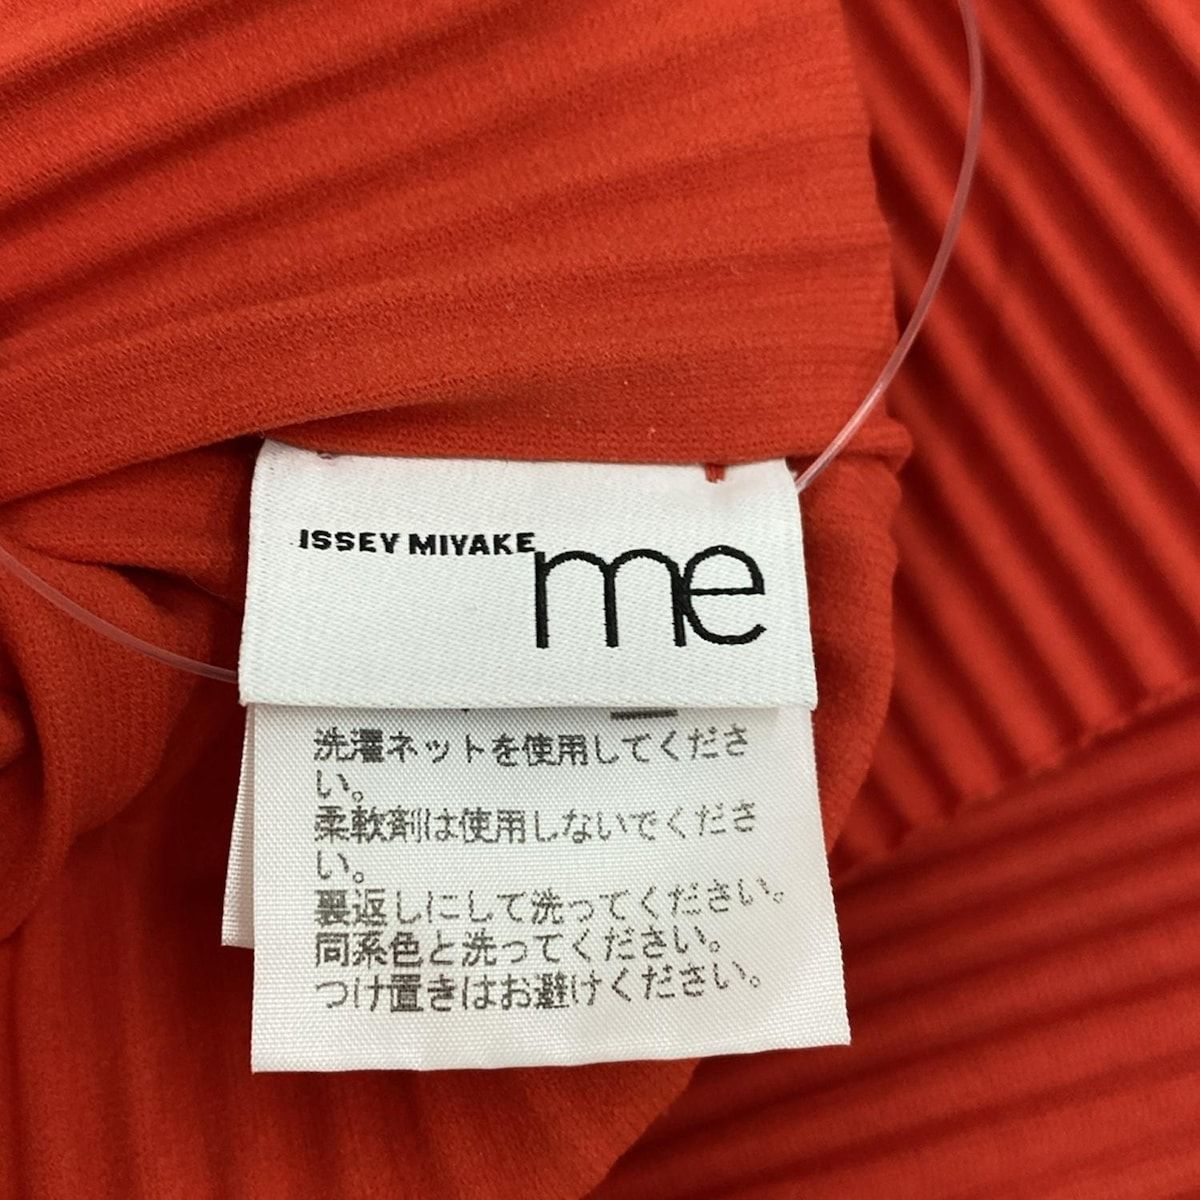 ISSEY MIYAKE me
洗濯ネットを使用してくださ
い。
柔軟剤は使用しないでくださ
い。
裏返しにして洗ってください。
同系色と洗ってください。
つけ置きはお避けください。